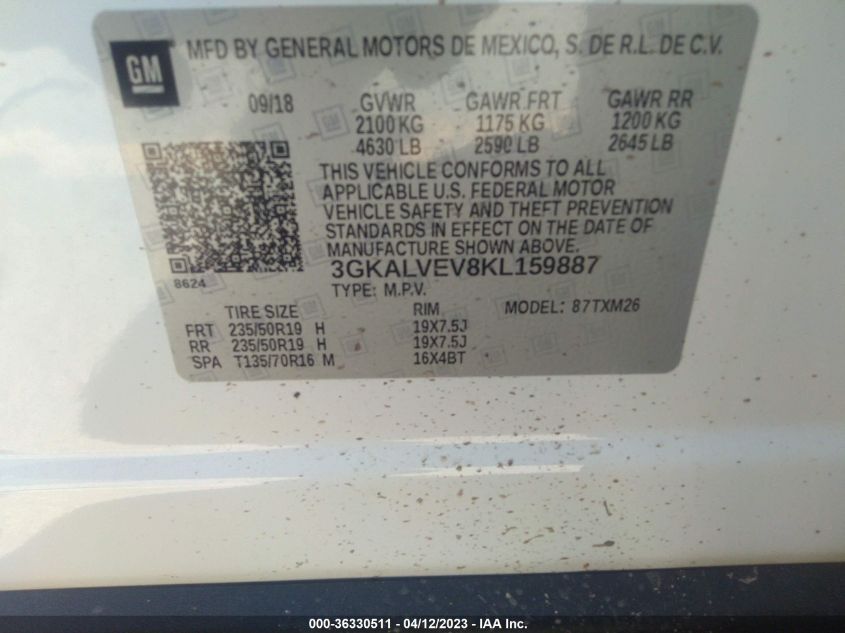 GM
MFD BY GENERAL MOTORS DE MEXICO, S. DE R.L. DE C.V.
09/18 GVWR GAWR FRT GAWR RR
2100 KG 1175 KG 1200 KG
4630 LB 2590 LB 2645 LB
THIS VEHICLE CONFORMS TO ALL
APPLICABLE U.S. FEDERAL MOTOR
VEHICLE SAFETY AND THEFT PREVENTION
STANDARDS IN EFFECT ON THE DATE OF
MANUFACTURE SHOWN ABOVE.
8624 3GKALVEV8KL159887
TYPE: M.P.V. MODEL: 87TXM26
TIRE SIZE RIM
FRT 235/50R19 H 19X7.5J
RR 235/50R19 H 19X7.5J
SPA T135/70R16 M 16X4BT
000-36330511 - 04/12/2023 - IAA Inc.